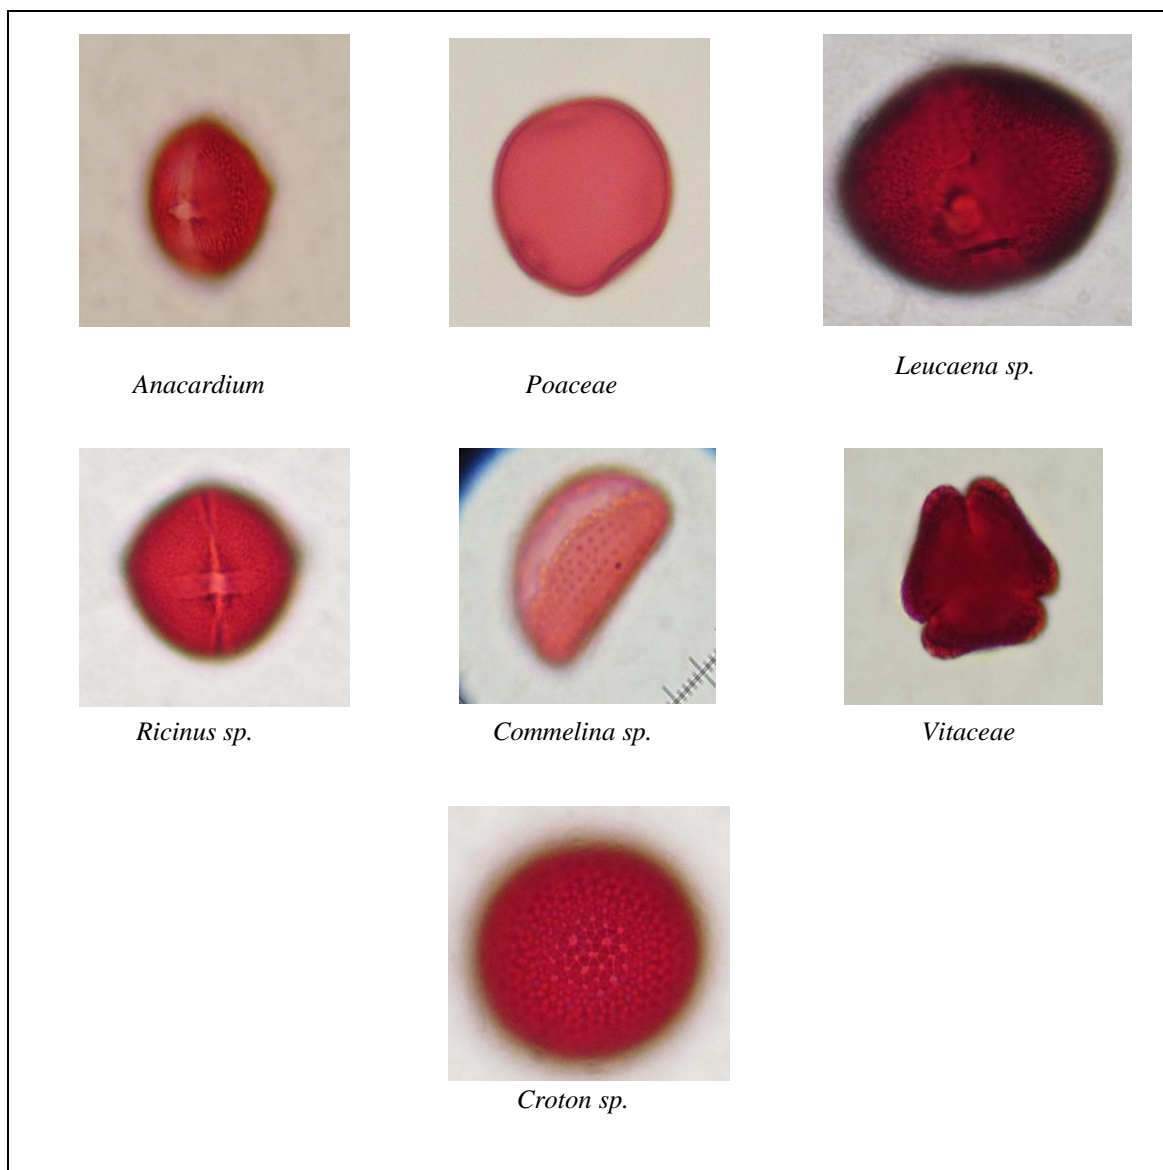 Anacardium
Poaceae
Leucaena sp.
Ricinus sp.
Commelina sp.
Vitaceae
Croton sp.